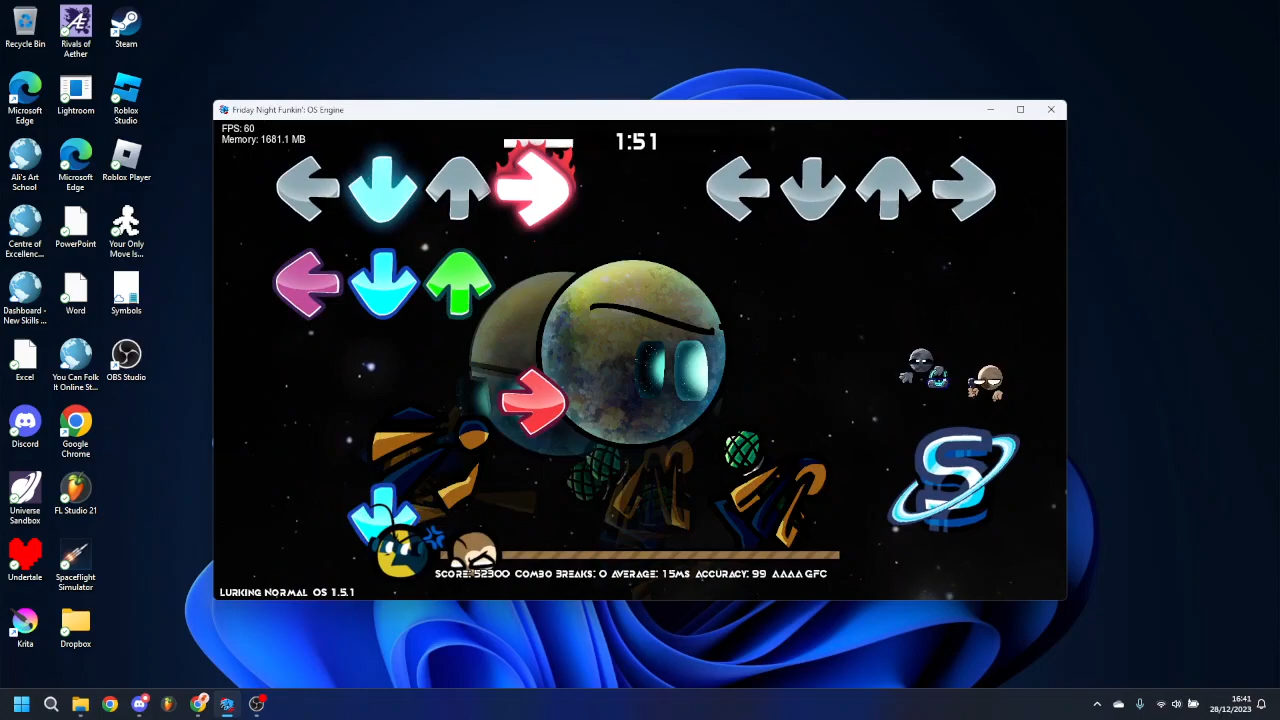 Recycle Bin
Rivals of
Aether
Steam
Microsoft
Edge
Lightroom
Roblox
Studio
Ali's Art
School
Microsoft
Edge
Roblox Player
Centre of
Excellenc...
PowerPoint
Your Only
Move Is...
Dashboard -
New Skills ...
Word
Symbols
Excel
You Can Folk
It Online St...
OBS Studio
Discord
Google
Chrome
Universe
Sandbox
FL Studio 21
Undertale
Spaceflight
Simulator
Krita
Dropbox
Friday Night Funkin': OS Engine
FPS: 60
Memory: 1681.1 MB
1:51
S
SCORE: 52300 COMBO BREAKS: 0 AVERAGE: 15MS ACCURACY: 99 AAAA GFC
LURKING NORMAL OS 1.5.1
16:41
28/12/2023